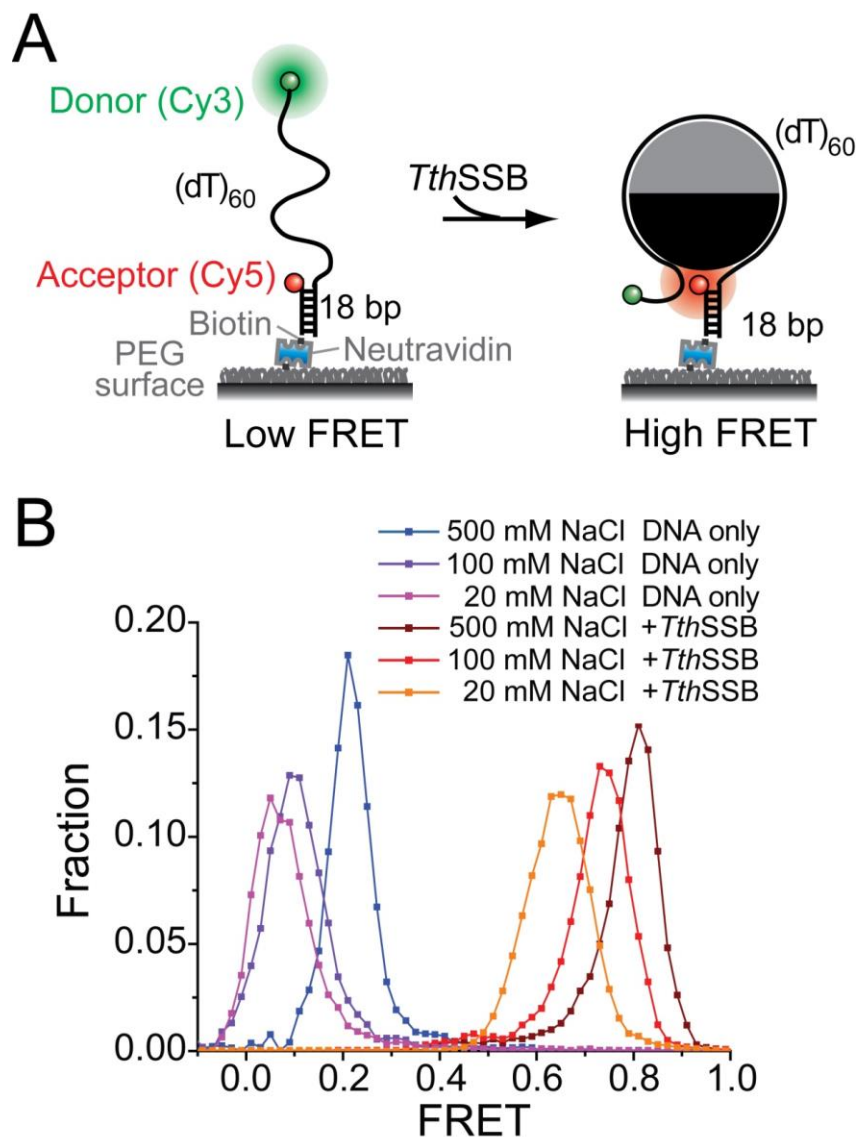 A
Donor (Cy3)
(dT)60
TthSSB
(dT)60
Acceptor (Cy5)
18 bp
Biotin
Neutravidin
PEG
surface
18 bp
Low FRET
High FRET
B
500 mM NaCl DNA only
100 mM NaCl DNA only
20 mM NaCl DNA only
500 mM NaCl +TthSSB
100 mM NaCl +TthSSB
20 mM NaCl +TthSSB
0.20
0.15
0.10
0.05
0.00
Fraction
0.0 0.2 0.4 0.6 0.8 1.0
FRET